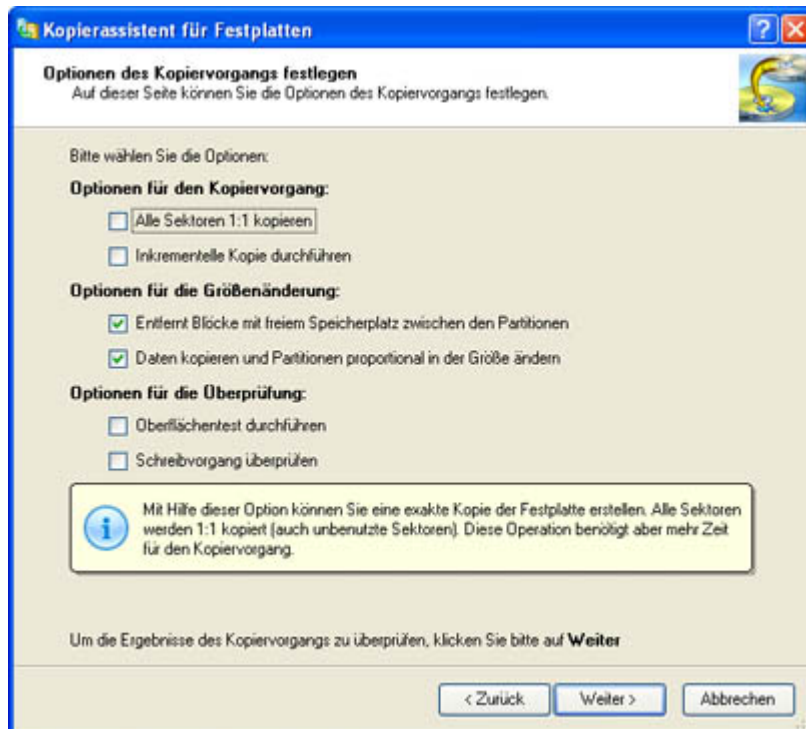 Kopierassistent für Festplatten
Optionen des Kopiervorgangs festlegen
Auf dieser Seite können Sie die Optionen des Kopiervorgangs festlegen.
Bitte wählen Sie die Optionen:
Optionen für den Kopiervorgang:
Alle Sektoren 1:1 kopieren
Inkrementelle Kopie durchführen
Optionen für die Größenänderung:
Entfernt Blöcke mit freiem Speicherplatz zwischen den Partitionen
Daten kopieren und Partitionen proportional in der Größe ändern
Optionen für die Überprüfung:
Oberflächentest durchführen
Schreibvorgang überprüfen
Mit Hilfe dieser Option können Sie eine exakte Kopie der Festplatte erstellen. Alle Sektoren
werden 1:1 kopiert (auch unbenutzte Sektoren). Diese Operation benötigt aber mehr Zeit
für den Kopiervorgang.
Um die Ergebnisse des Kopiervorgangs zu überprüfen, klicken Sie bitte auf Weiter
< Zurück Weiter > Abbrechen